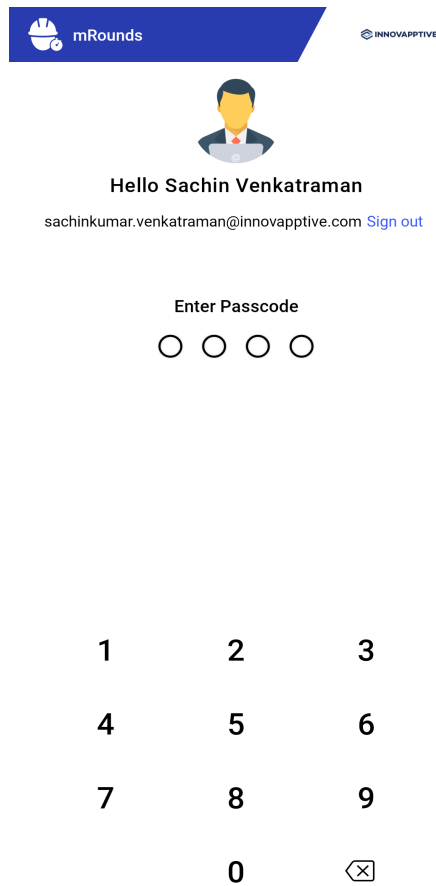 mRounds
INNOVAPPTIVE
Hello Sachin Venkatraman
sachinkumar.venkatraman@innovapptive.com Sign out
Enter Passcode
1 2 3
4 5 6
7 8 9
0